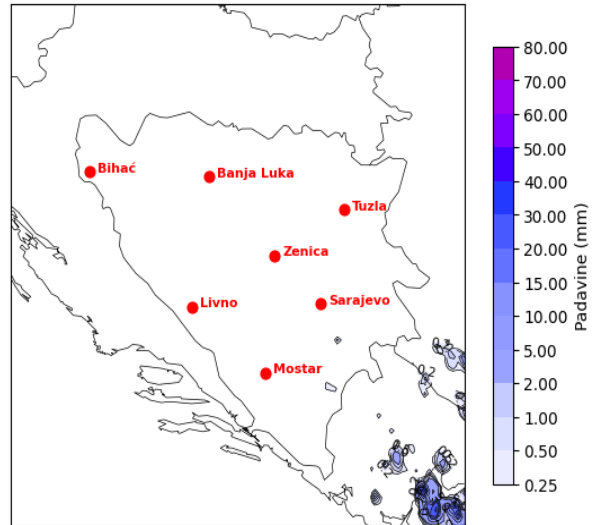 Bihać
Banja Luka
Tuzla
Zenica
Livno
Sarajevo
Mostar
80.00
70.00
60.00
50.00
40.00
30.00
20.00
15.00
10.00
5.00
2.00
1.00
0.50
0.25
Padavine (mm)